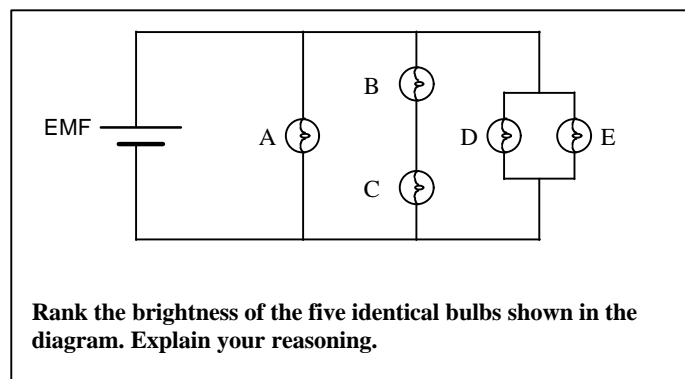 B
EMF
A
D
E
C
Rank the brightness of the five identical bulbs shown in the
diagram. Explain your reasoning.